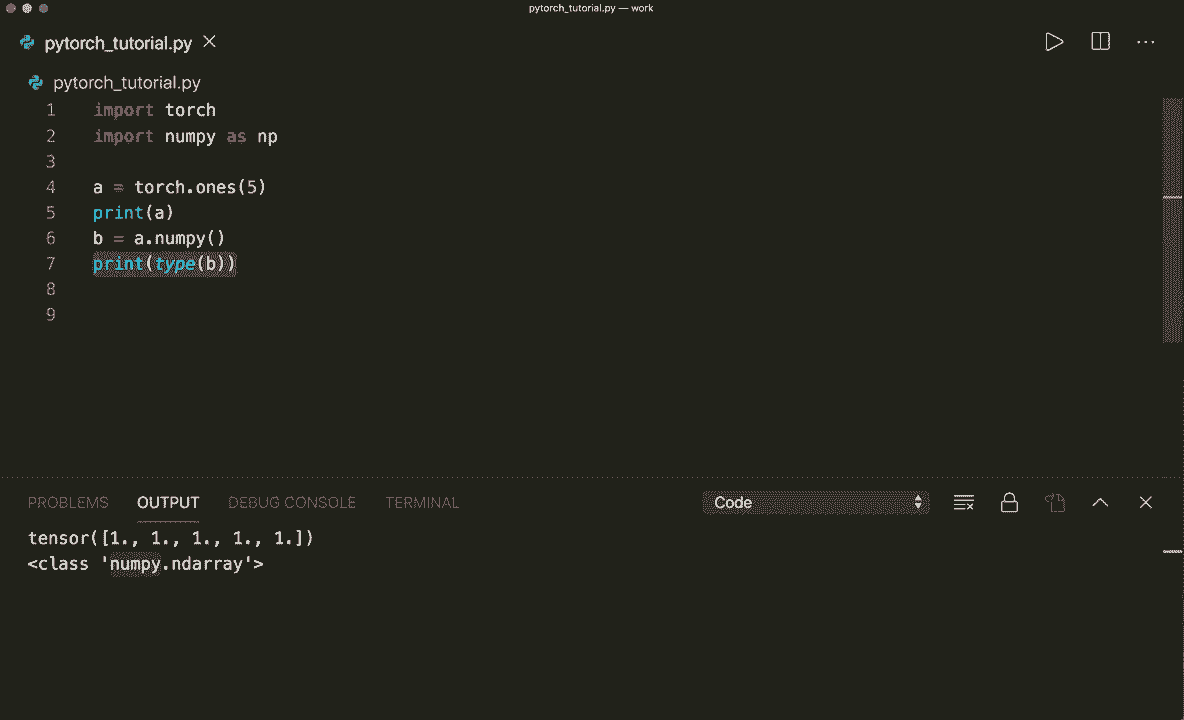 pytorch_tutorial.py — work
pytorch_tutorial.py
pytorch_tutorial.py
1 import torch
2 import numpy as np
3
4 a = torch.ones(5)
5 print(a)
6 b = a.numpy()
7 print(type(b))
8
9
PROBLEMS OUTPUT DEBUG CONSOLE TERMINAL Code
tensor([1., 1., 1., 1., 1.])
<class 'numpy.ndarray'>